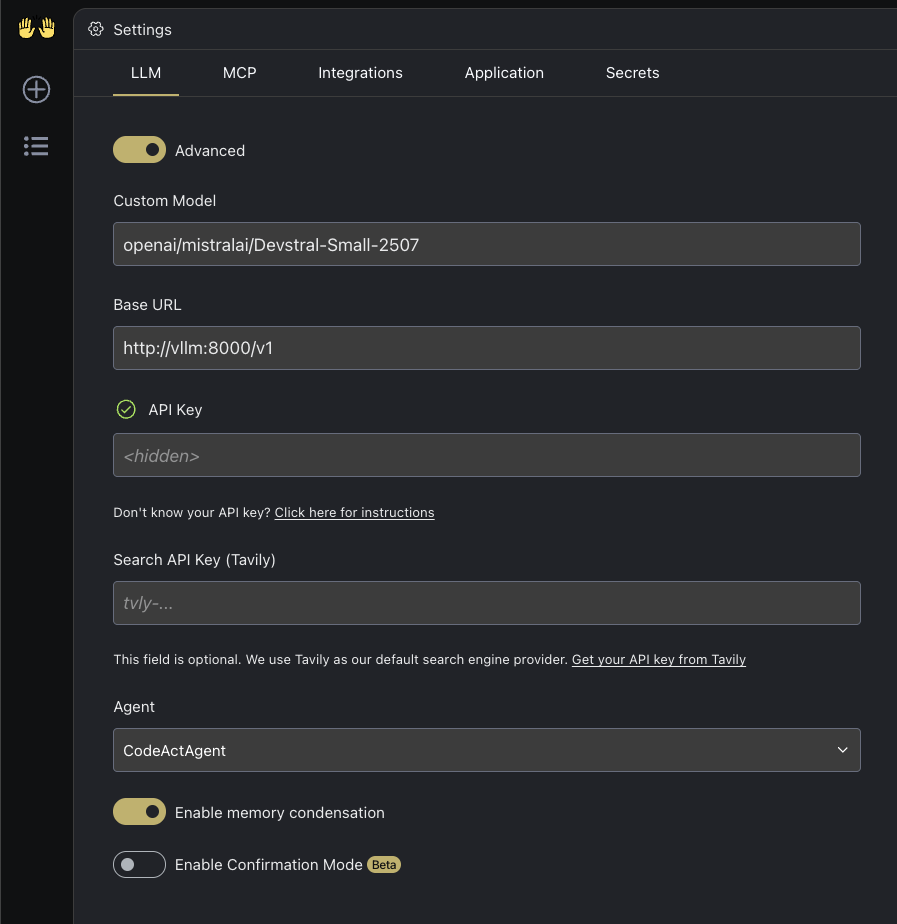 Settings
LLM MCP Integrations Application Secrets
Advanced
Custom Model
openai/mistralai/Devstral-Small-2507
Base URL
http://vllm:8000/v1
API Key
<hidden>
Don't know your API key? Click here for instructions
Search API Key (Tavily)
tvly-...
This field is optional. We use Tavily as our default search engine provider. Get your API key from Tavily
Agent
CodeActAgent
Enable memory condensation
Enable Confirmation Mode Beta